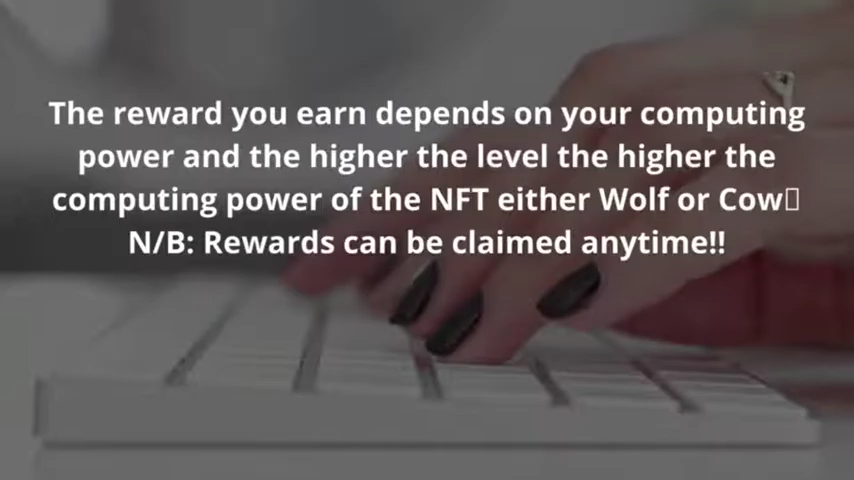 The reward you earn depends on your computing
power and the higher the level the higher the
computing power of the NFT either Wolf or Cow▯
N/B: Rewards can be claimed anytime!!